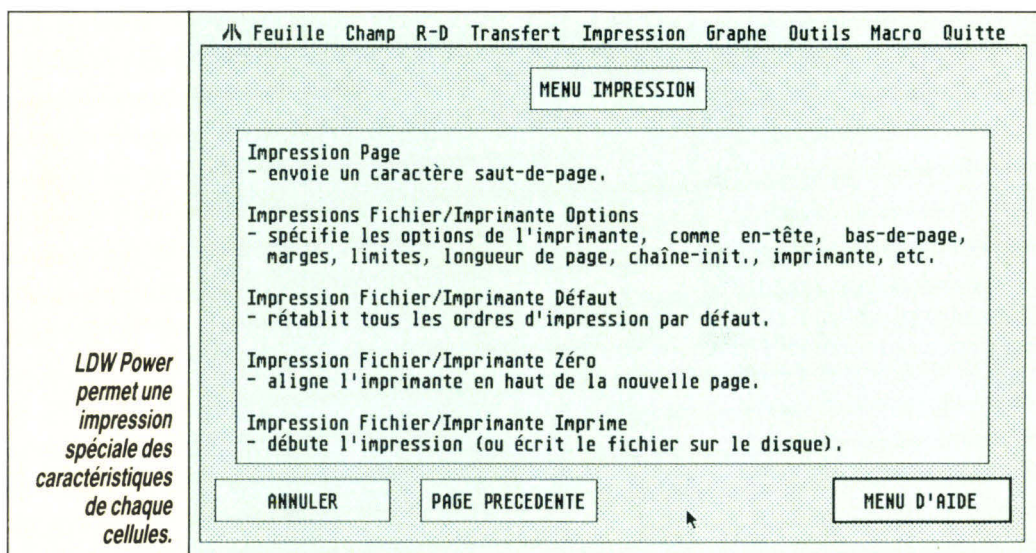 Feuille Champ R-D Transfert Impression Graphe Outils Macro Quitte
MENU IMPRESSION
Impression Page
- envoie un caractère saut-de-page.
Impressions Fichier/Imprimante Options
- spécifie les options de l'imprimante, comme en-tête, bas-de-page,
marges, limites, longueur de page, chaîne-init., imprimante, etc.
Impression Fichier/Imprimante Défaut
- rétablit tous les ordres d'impression par défaut.
Impression Fichier/Imprimante Zéro
- aligne l'imprimante en haut de la nouvelle page.
Impression Fichier/Imprimante Imprime
- débute l'impression (ou écrit le fichier sur le disque).
ANNULER PAGE PRECEDENTE MENU D'AIDE
LDW Power
permet une
impression
spéciale des
caractéristiques
de chaque
cellules.